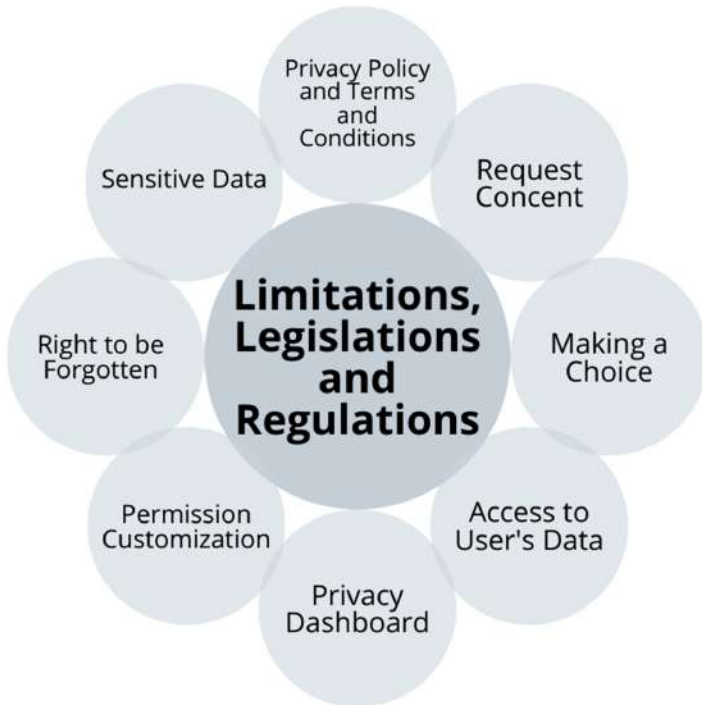 Privacy Policy
and Terms
and
Conditions
Request
Concent
Making a
Choice
Access to
User's Data
Privacy
Dashboard
Permission
Customization
Right to be
Forgotten
Sensitive Data
Limitations,
Legislations
and
Regulations